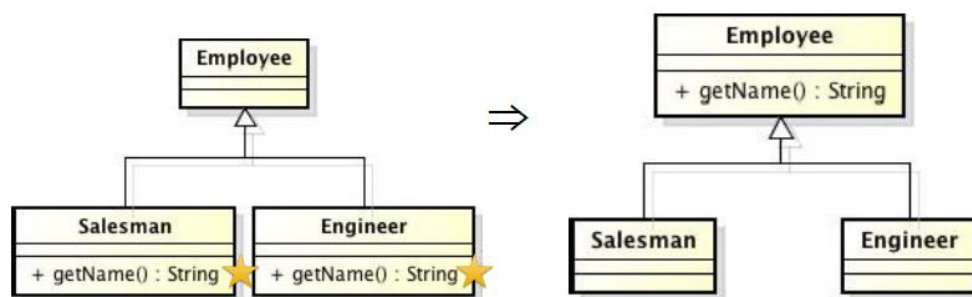 Employee
Salesman
+ getName() : String
Engineer
+ getName() : String
⇒
Employee
+ getName() : String
Salesman
Engineer